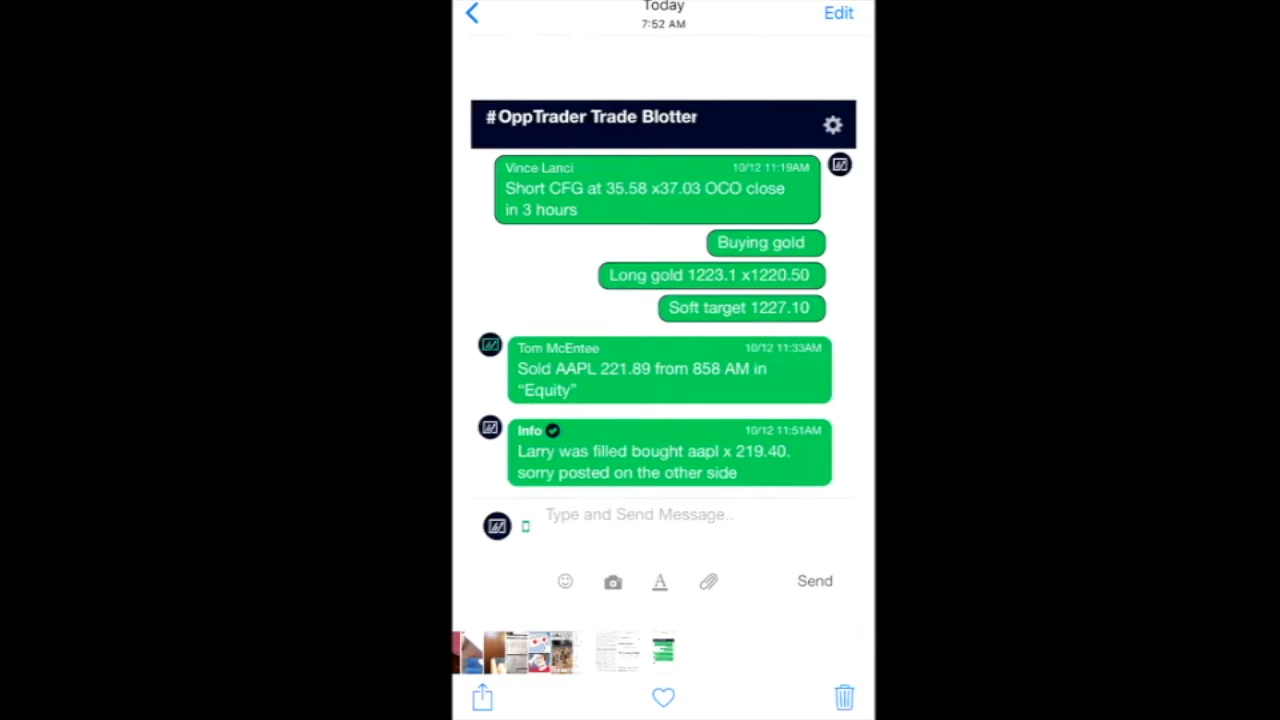 Today
7:52 AM
Edit
#OppTrader Trade Blotter
Vince Lanci
10/12 11:19AM
Short CFG at 35.58 x37.03 OCO close
in 3 hours
Buying gold
Long gold 1223.1 x1220.50
Soft target 1227.10
Tom McEntee
10/12 11:33AM
Sold AAPL 221.89 from 858 AM in
“Equity”
Info
10/12 11:51AM
Larry was filled bought aapl x 219.40.
sorry posted on the other side
Type and Send Message..
A
Send